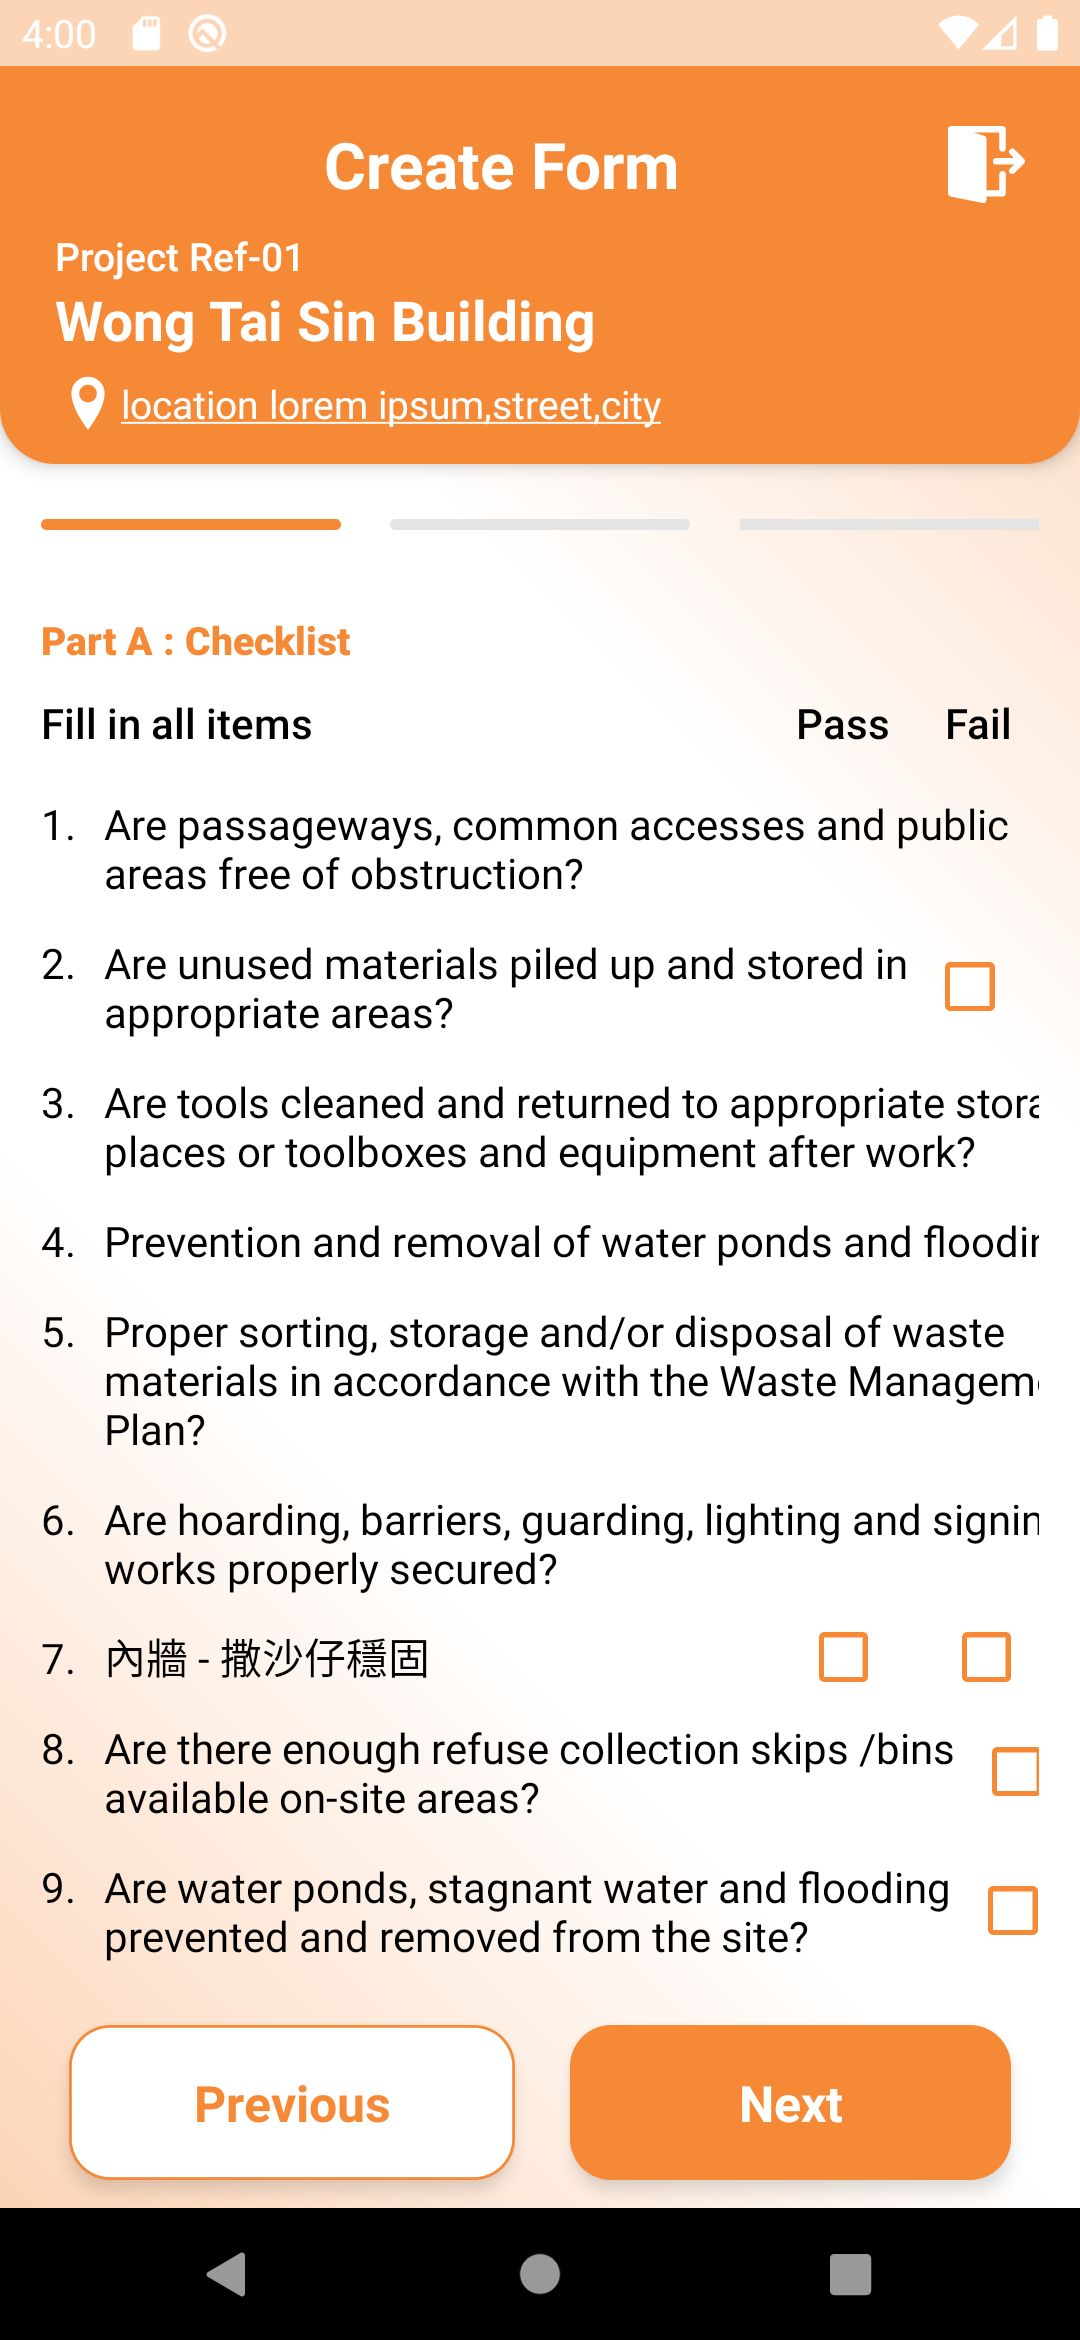 4:00
Create Form
Project Ref-01
Wong Tai Sin Building
location lorem ipsum,street,city
Part A : Checklist
Fill in all items Pass Fail
1. Are passageways, common accesses and public
areas free of obstruction?
2. Are unused materials piled up and stored in
appropriate areas?
3. Are tools cleaned and returned to appropriate stora
places or toolboxes and equipment after work?
4. Prevention and removal of water ponds and floodin
5. Proper sorting, storage and/or disposal of waste
materials in accordance with the Waste Manageme
Plan?
6. Are hoarding, barriers, guarding, lighting and signin
works properly secured?
7. 內牆 - 撒沙仔穩固
8. Are there enough refuse collection skips /bins
available on-site areas?
9. Are water ponds, stagnant water and flooding
prevented and removed from the site?
Previous Next